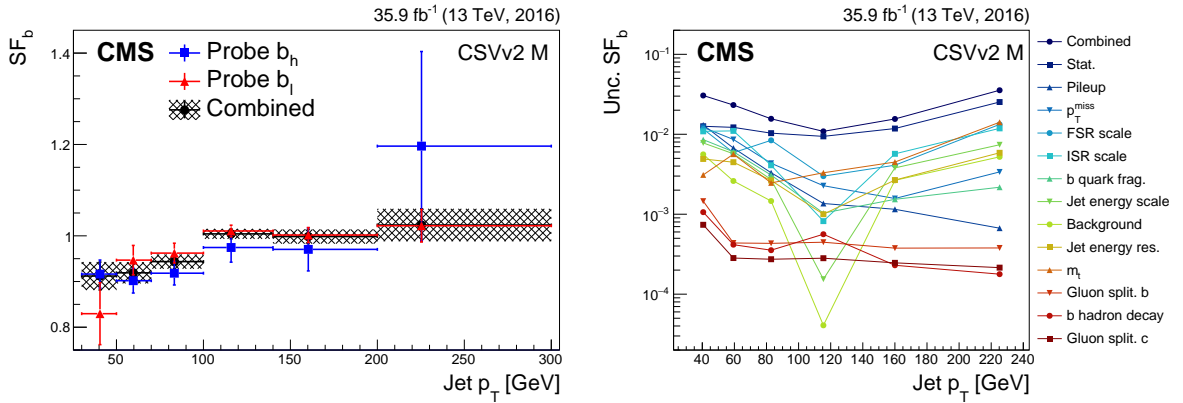 35.9 fb⁻¹ (13 TeV, 2016)
CMS
CSVv2 M
Probe b_h
Probe b_l
Combined
SF_b
1.4
1.2
1
0.8
50
100
150
200
250
300
Jet p_T [GeV]
35.9 fb⁻¹ (13 TeV, 2016)
CMS
CSVv2 M
Unc. SF_b
10⁻¹
10⁻²
10⁻³
10⁻⁴
40 60 80 100 120 140 160 180 200 220 240
Jet p_T [GeV]
Combined
Stat.
Pileup
p_T^miss
FSR scale
ISR scale
b quark frag.
Jet energy scale
Background
Jet energy res.
m_t
Gluon split. b
b hadron decay
Gluon split. c